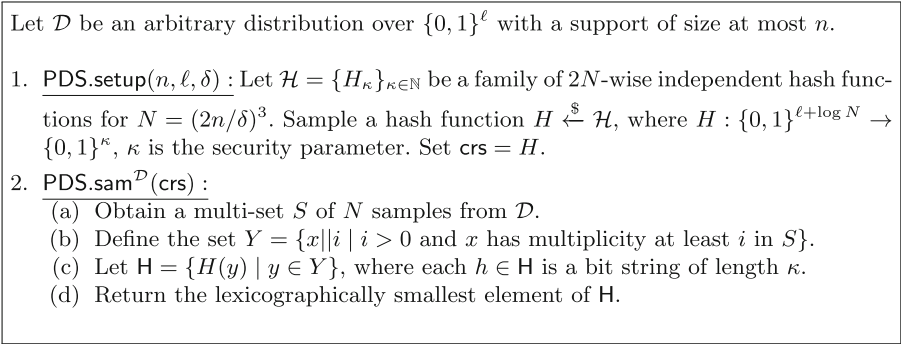 Let 𝒟 be an arbitrary distribution over {0, 1}^ℓ with a support of size at most n.
1. PDS.setup(n, ℓ, δ) : Let ℋ = {H_κ}_{κ∈ℕ} be a family of 2N-wise independent hash func-
tions for N = (2n/δ)^3. Sample a hash function H ←$ ℋ, where H : {0, 1}^{ℓ+log N} →
{0, 1}^κ, κ is the security parameter. Set crs = H.
2. PDS.sam^𝒟(crs) :
(a) Obtain a multi-set S of N samples from 𝒟.
(b) Define the set Y = {x||i | i > 0 and x has multiplicity at least i in S}.
(c) Let H = {H(y) | y ∈ Y}, where each h ∈ H is a bit string of length κ.
(d) Return the lexicographically smallest element of H.